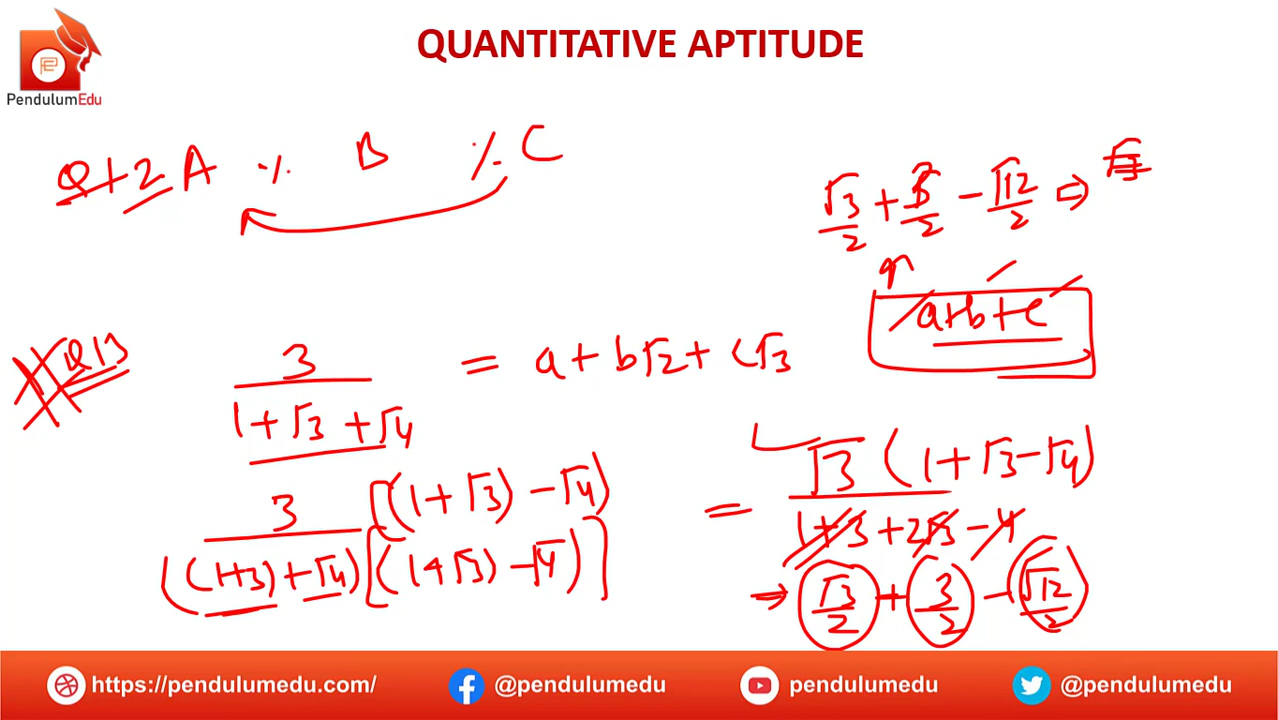 QUANTITATIVE APTITUDE
PendulumEdu
Q12 A % B % C
√3/2 + 3/2 - √12/2 ⇒
a+b+c
Q13
3/(1+√3+√4) = a+b√2+c√3
3/((1+3)+√4) [(1+√3)-√4)/((1+√3)-√4)] = √3(1+√3-√4)/(1+3+2√3-4)
→ √3/2 + 3/2 - √12/2
https://pendulumedu.com/ @pendulumedu pendulumedu @pendulumedu